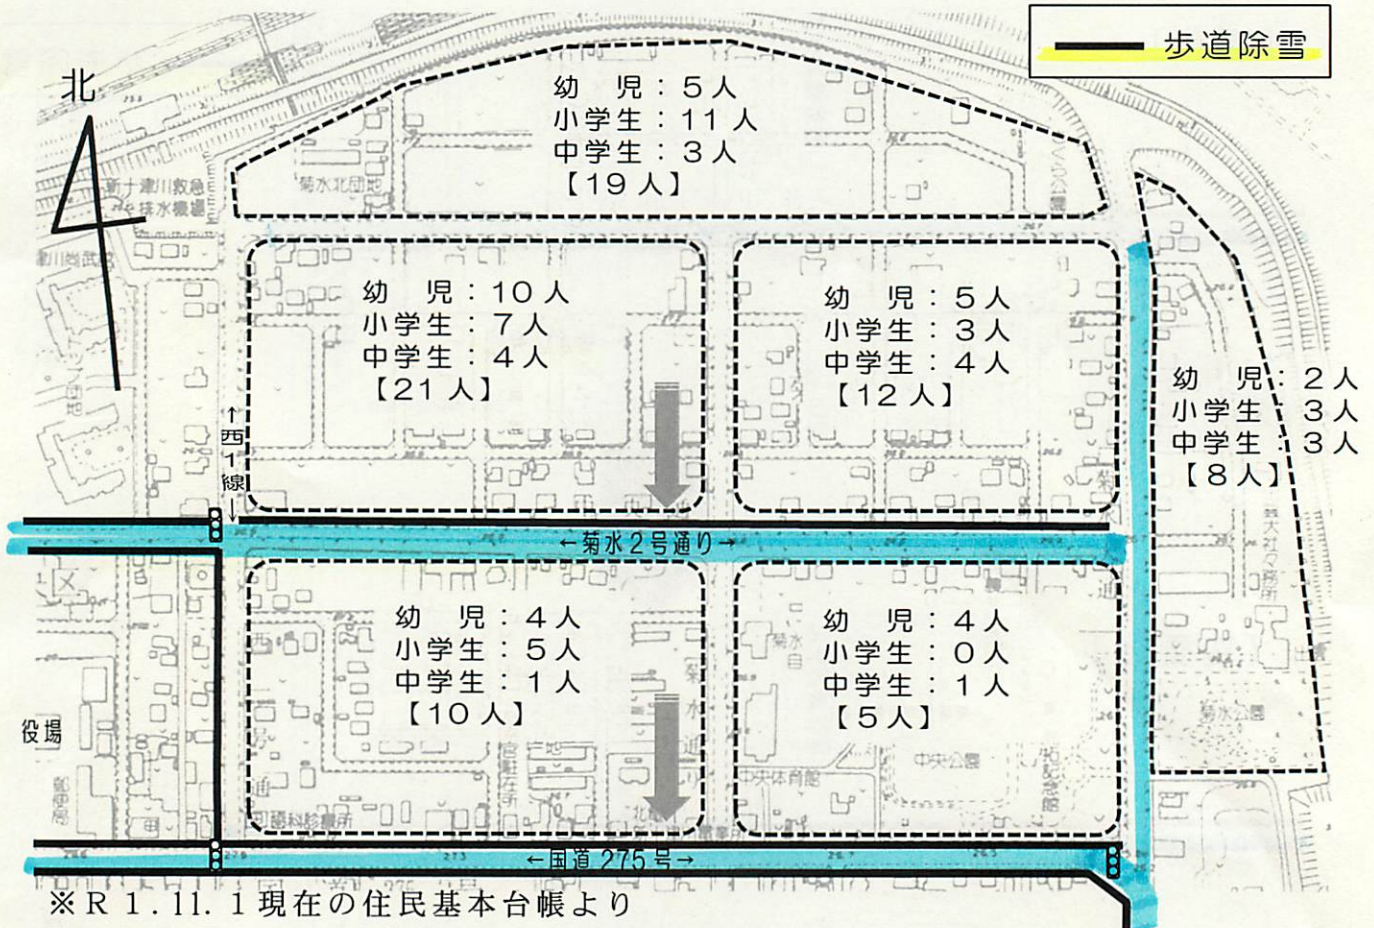 歩道除雪
北
幼　児：5人
小学生：11人
中学生：3人
【19人】
新十津川救急
排水機場
菊水北団地
幼　児：10人
小学生：7人
中学生：4人
【21人】
幼　児：5人
小学生：3人
中学生：4人
【12人】
幼　児：2人
小学生：3人
中学生：3人
【8人】
↑西1線↓
←菊水2号通り→
幼　児：4人
小学生：5人
中学生：1人
【10人】
幼　児：4人
小学生：0人
中学生：1人
【5人】
役場
郵便局
菊水公園
中央公園
中央体育館
歯科診療所
←国道275号→
※R1.11.1現在の住民基本台帳より